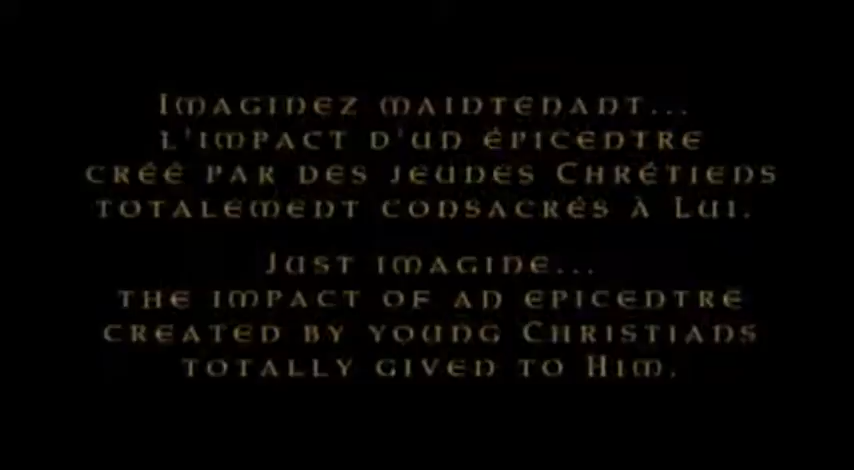 Imaginez maintenant...
l'impact d'un épicentre
créé par des jeunes Chrétiens
totalement consacrés à Lui.
Just imagine...
the impact of an epicentre
created by young Christians
totally given to Him.